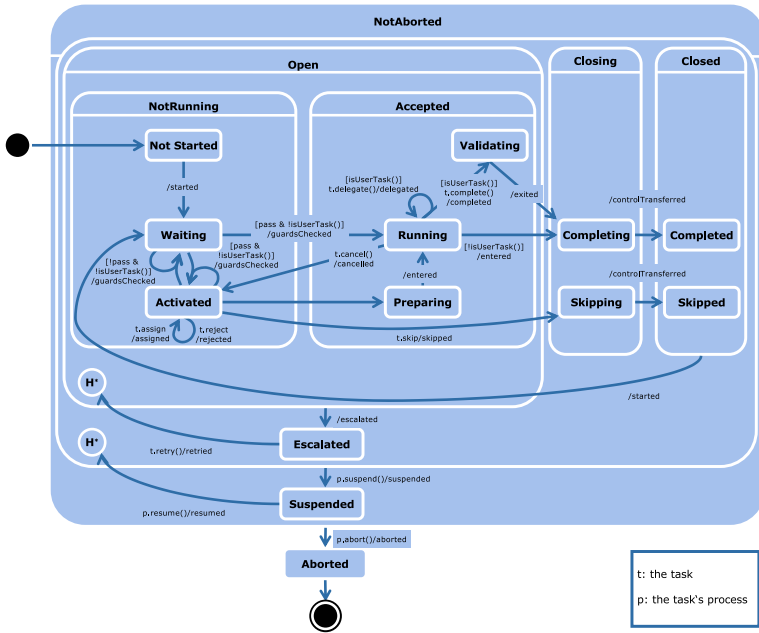 NotAborted
Open
Closing
Closed
NotRunning
Accepted
Not Started
Validating
/started
[isUserTask()]
t.delegate()/delegated
[isUserTask()]
t.complete()
/completed
/exited
/controlTransferred
Waiting
[pass & !isUserTask()]
/guardsChecked
Running
[!isUserTask()]
/entered
Completing
Completed
[!pass &
!isUserTask()]
/guardsChecked
[pass &
!isUserTask()]
/guardsChecked
t.cancel()
/cancelled
/entered
/controlTransferred
Activated
Preparing
Skipping
Skipped
t.assign
/assigned
t.reject
/rejected
t.skip/skipped
H*
/started
/escalated
H*
Escalated
t.retry()/retried
p.suspend()/suspended
Suspended
p.resume()/resumed
p.abort()/aborted
Aborted
t: the task
p: the task's process